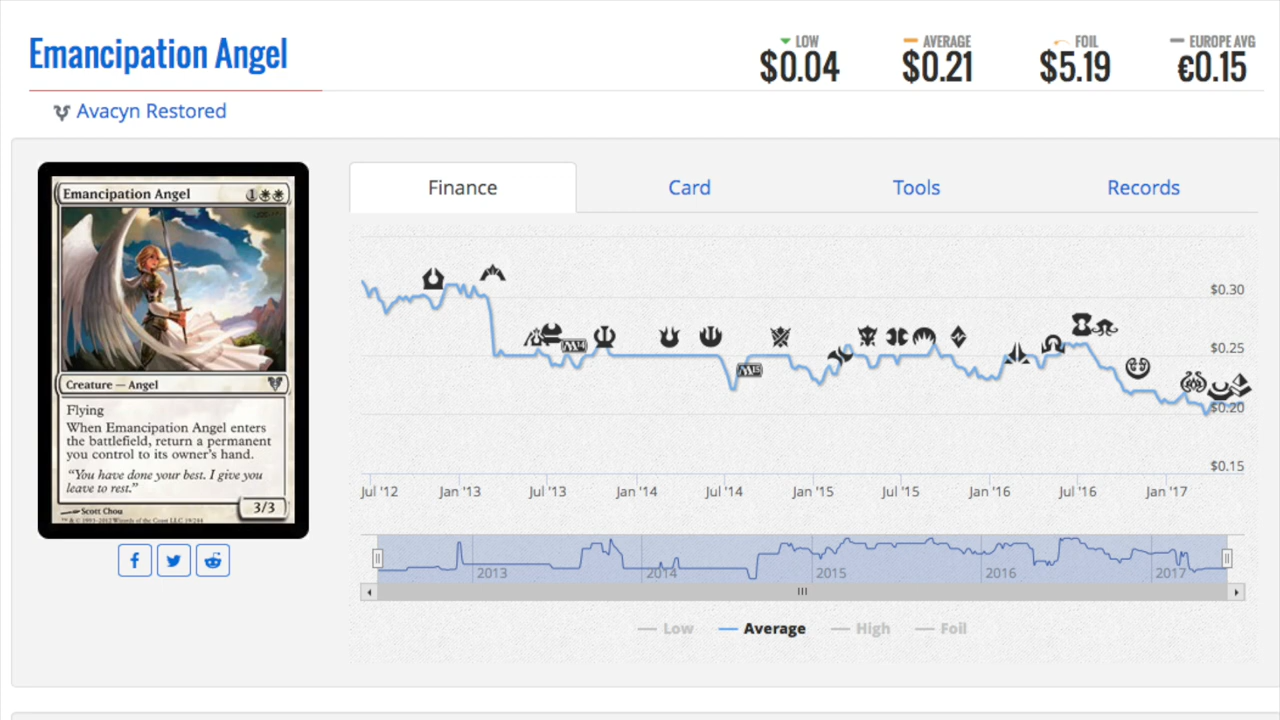 Emancipation Angel
LOW
$0.04
AVERAGE
$0.21
FOIL
$5.19
EUROPE AVG
€0.15
Avacyn Restored
Finance
Card
Tools
Records
Emancipation Angel 1
Creature — Angel
Flying
When Emancipation Angel enters
the battlefield, return a permanent
you control to its owner's hand.
"You have done your best. I give you
leave to rest."
3/3
Scott Chou
$0.30
$0.25
$0.20
$0.15
M14
M15
Jul '12
Jan '13
Jul '13
Jan '14
Jul '14
Jan '15
Jul '15
Jan '16
Jul '16
Jan '17
2013
2014
2015
2016
2017
Low
Average
High
Foil